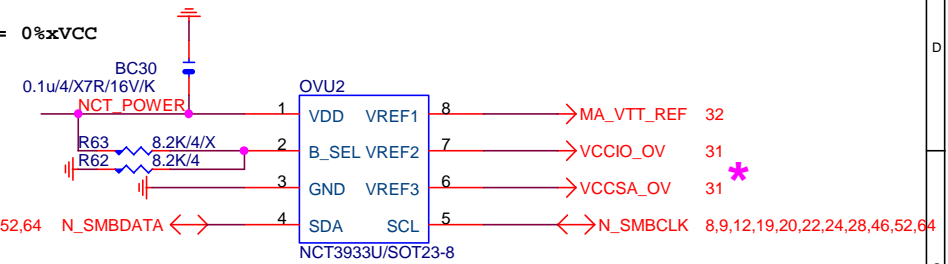 = 0%xVCC
D
BC30
0.1u/4/X7R/16V/K
OVU2
NCT_POWER
1 VDD VREF1 8 MA_VTT_REF 32
R63 8.2K/4/X
2 B_SEL VREF2 7 VCCIO_OV 31
R62 8.2K/4
3 GND VREF3 6 VCCSA_OV 31 *
52,64 N_SMBDATA 4 SDA SCL 5 N_SMBCLK 8,9,12,19,20,22,24,28,46,52,64
NCT3933U/SOT23-8